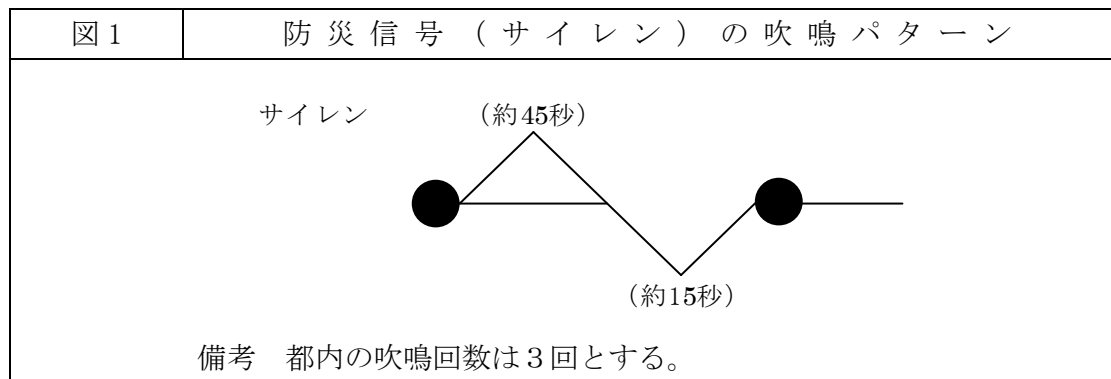 図1 防災信号(サイレン)の吹鳴パターン
サイレン (約45秒)
(約15秒)
備考 都内の吹鳴回数は3回とする。